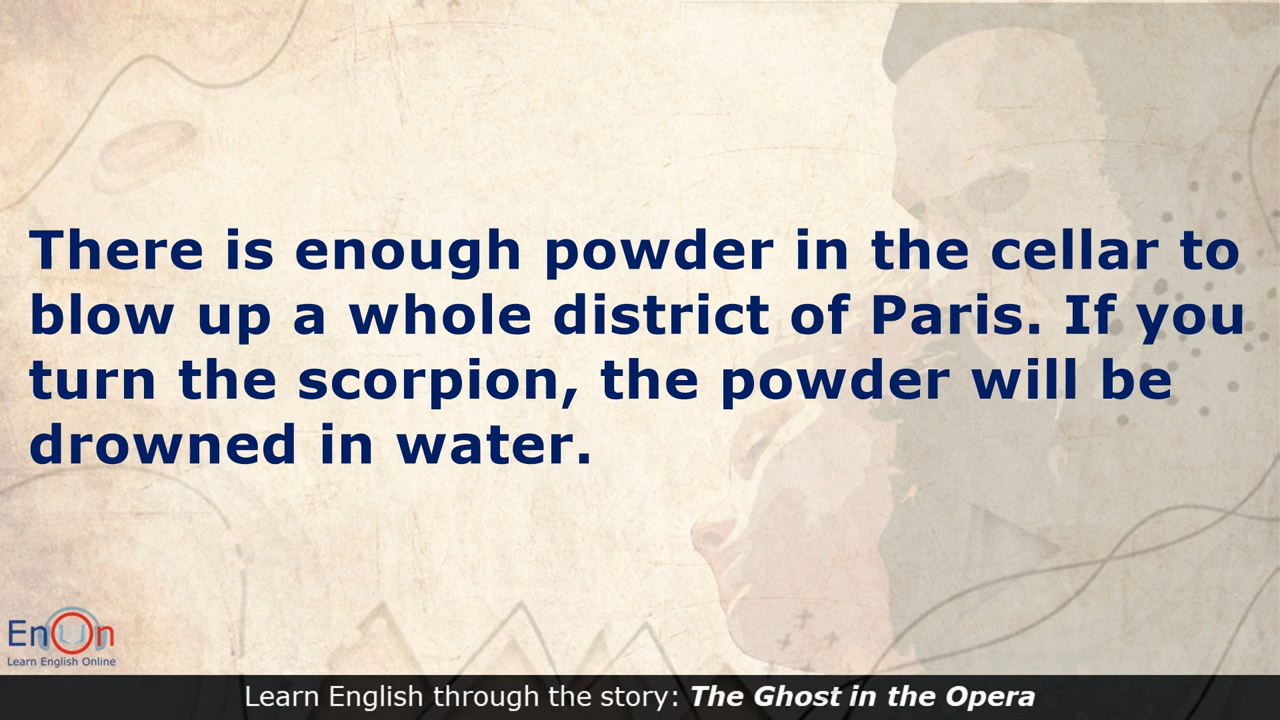 There is enough powder in the cellar to
blow up a whole district of Paris. If you
turn the scorpion, the powder will be
drowned in water.
EnOn
Learn English Online
Learn English through the story: The Ghost in the Opera